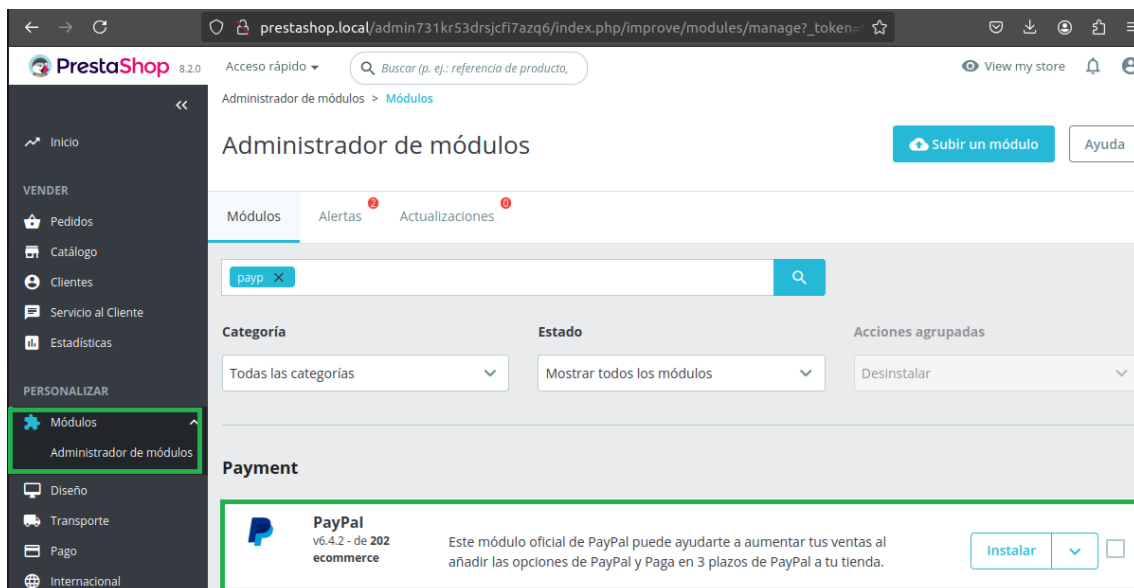 prestashop.local/admin731kr53drsjcfi7azq6/index.php/improve/modules/manage?_token=
PrestaShop 8.2.0
Acceso rápido
Buscar (p. ej.: referencia de producto,
View my store
Administrador de módulos > Módulos
Inicio
Administrador de módulos
Subir un módulo
Ayuda
VENDER
Pedidos
Catálogo
Clientes
Servicio al Cliente
Estadísticas
PERSONALIZAR
Módulos
Administrador de módulos
Diseño
Transporte
Pago
Internacional
Módulos
Alertas 2
Actualizaciones 0
payp
Categoría
Todas las categorías
Estado
Mostrar todos los módulos
Acciones agrupadas
Desinstalar
Payment
PayPal
v6.4.2 - de 202
ecommerce
Este módulo oficial de PayPal puede ayudarte a aumentar tus ventas al
añadir las opciones de PayPal y Paga en 3 plazos de PayPal a tu tienda.
Instalar